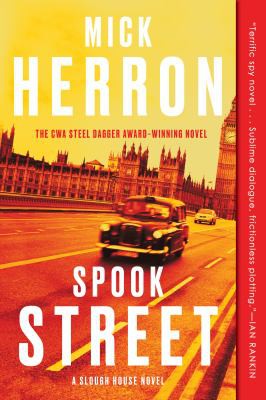 MICK
HERRON
THE CWA STEEL DAGGER AWARD–WINNING NOVEL
SPOOK
STREET
A SLOUGH HOUSE NOVEL
"Terrific spy novel . . . Sublime dialogue, frictionless plotting."—IAN RANKIN